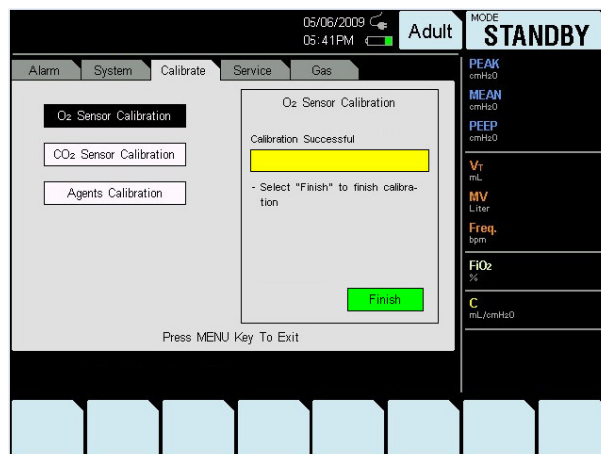 05/06/2009
05:41PM
Adult
MODE
STANDBY
Alarm System Calibrate Service Gas
O₂ Sensor Calibration
CO₂ Sensor Calibration
Agents Calibration
O₂ Sensor Calibration
Calibration Successful
- Select "Finish" to finish calibra-
tion
Finish
Press MENU Key To Exit
PEAK
cmH₂O
MEAN
cmH₂O
PEEP
cmH₂O
VT
mL
MV
Liter
Freq.
bpm
FiO₂
%
C
mL/cmH₂O